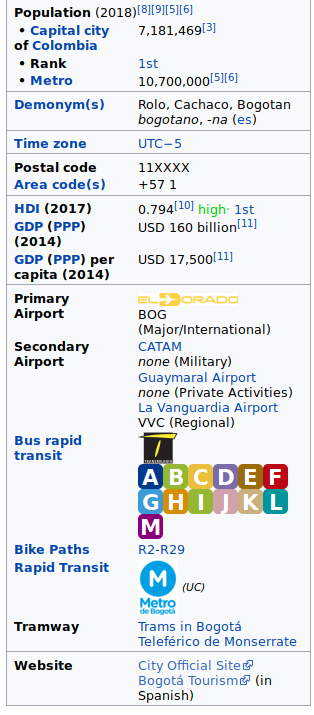 Population (2018)[8][9][5][6]
• Capital city of Colombia 7,181,469[3]
• Rank 1st
• Metro 10,700,000[5][6]
Demonym(s) Rolo, Cachaco, Bogotan
bogotano, -na (es)
Time zone UTC−5
Postal code 11XXXX
Area code(s) +57 1
HDI (2017) 0.794[10] high· 1st
GDP (PPP) (2014) USD 160 billion[11]
GDP (PPP) per capita (2014) USD 17,500[11]
Primary Airport ELDORADO
BOG
(Major/International)
Secondary Airport CATAM
none (Military)
Guaymaral Airport
none (Private Activities)
La Vanguardia Airport
VVC (Regional)
Bus rapid transit TRANSMILENIO
A B C D E F
G H I J K L
M
Bike Paths R2-R29
Rapid Transit M Metro de Bogotá (UC)
Tramway Trams in Bogotá
Teleférico de Monserrate
Website City Official Site
Bogotá Tourism (in Spanish)